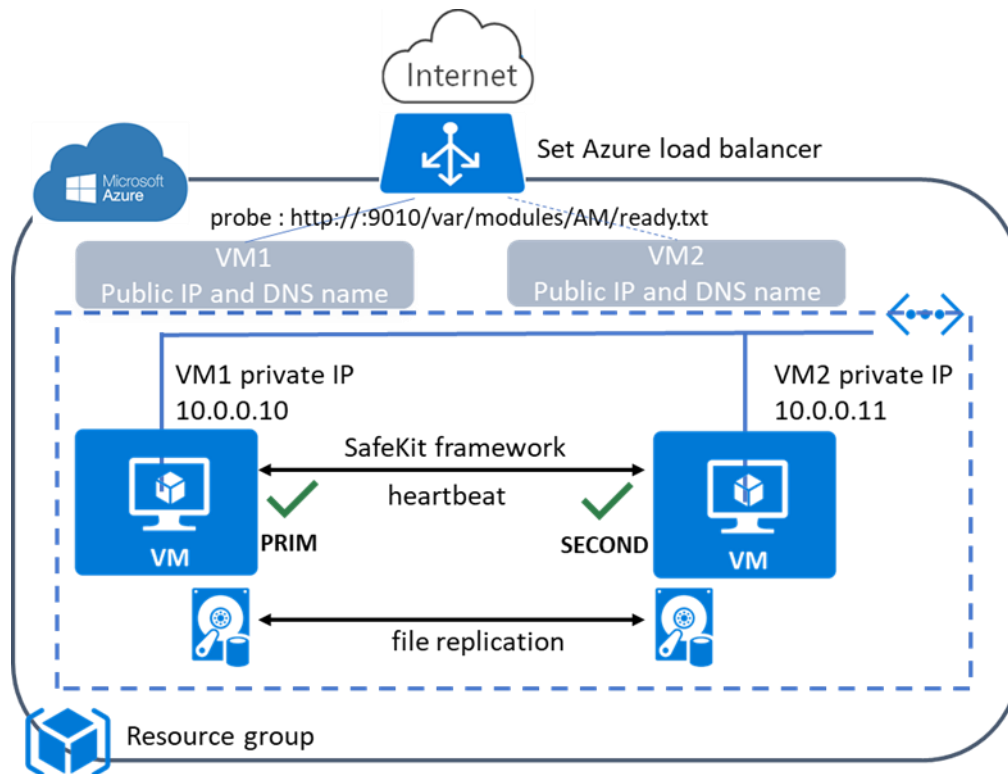 Internet
Set Azure load balancer
Microsoft
Azure
probe : http://:9010/var/modules/AM/ready.txt
VM1
Public IP and DNS name
VM2
Public IP and DNS name
VM1 private IP
10.0.0.10
VM2 private IP
10.0.0.11
SafeKit framework
heartbeat
VM
PRIM
SECOND
VM
file replication
Resource group